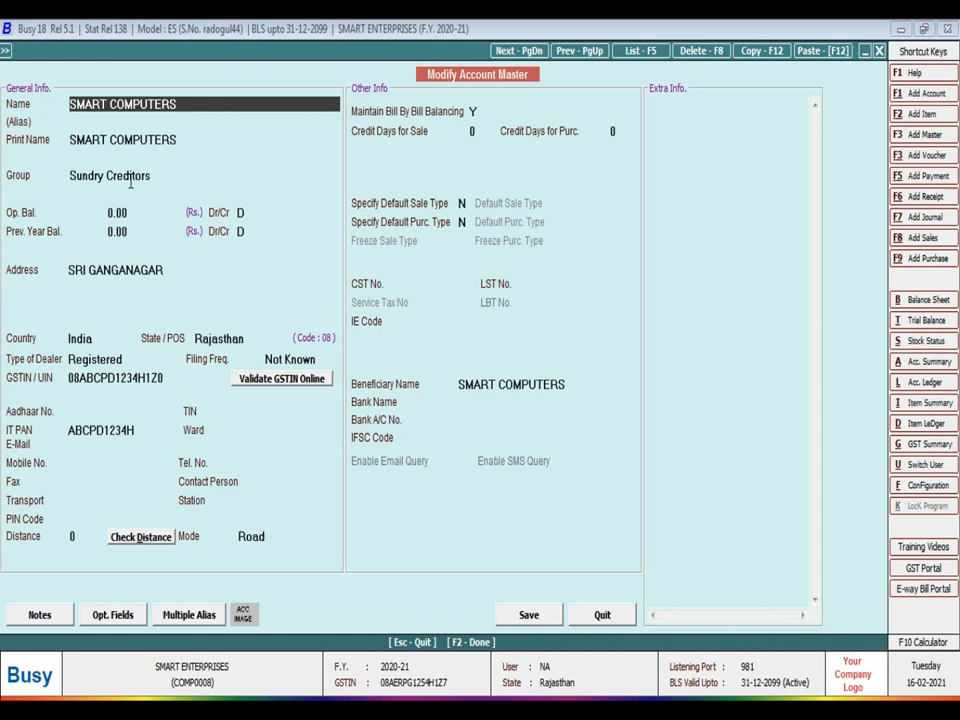 B Busy 18 Rel 5.1 | Stat Rel 138 | Model : ES (S.No. radogul44) | BLS upto 31-12-2099 | SMART ENTERPRISES (F.Y. 2020-21)
>> Next - PgDn Prev - PgUp List - F5 Delete - F8 Copy - F12 Paste - [F12] _ X Shortcut Keys
Modify Account Master
General Info.
Name SMART COMPUTERS
(Alias)
Print Name SMART COMPUTERS
Group Sundry Creditors
Op. Bal. 0.00 (Rs.) Dr/Cr D
Prev. Year Bal. 0.00 (Rs.) Dr/Cr D
Address SRI GANGANAGAR
Country India State / POS Rajasthan (Code : 08)
Type of Dealer Registered Filing Freq. Not Known
GSTIN / UIN 08ABCPD1234H1Z0 Validate GSTIN Online
Aadhaar No. TIN
IT PAN ABCPD1234H Ward
E-Mail
Mobile No. Tel. No.
Fax Contact Person
Transport Station
PIN Code
Distance 0 Check Distance Mode Road
Notes Opt. Fields Multiple Alias ACC IMAGE
Other Info
Maintain Bill By Bill Balancing Y
Credit Days for Sale 0 Credit Days for Purc. 0
Specify Default Sale Type N Default Sale Type
Specify Default Purc. Type N Default Purc. Type
Freeze Sale Type Freeze Purc. Type
CST No. LST No.
Service Tax No LBT No.
IE Code
Beneficiary Name SMART COMPUTERS
Bank Name
Bank A/C No.
IFSC Code
Enable Email Query Enable SMS Query
Save Quit
Extra Info.
F1 Help
F1 Add Account
F2 Add Item
F3 Add Master
F3 Add Voucher
F5 Add Payment
F6 Add Receipt
F7 Add Journal
F8 Add Sales
F9 Add Purchase
B Balance Sheet
T Trial Balance
S Stock Status
A Acc. Summary
L Acc. Ledger
I Item Summary
D Item LeDger
G GST Summary
U Switch User
F ConFiguration
K LocK Program
Training Videos
GST Portal
E-way Bill Portal
[ Esc - Quit ] [ F2 - Done ]
F10 Calculator
Busy
SMART ENTERPRISES
(COMP0008)
F.Y. : 2020-21
GSTIN : 08AERPG1254H1Z7
User : NA
State : Rajasthan
Listening Port : 981
BLS Valid Upto : 31-12-2099 (Active)
Your
Company
Logo
Tuesday
16-02-2021